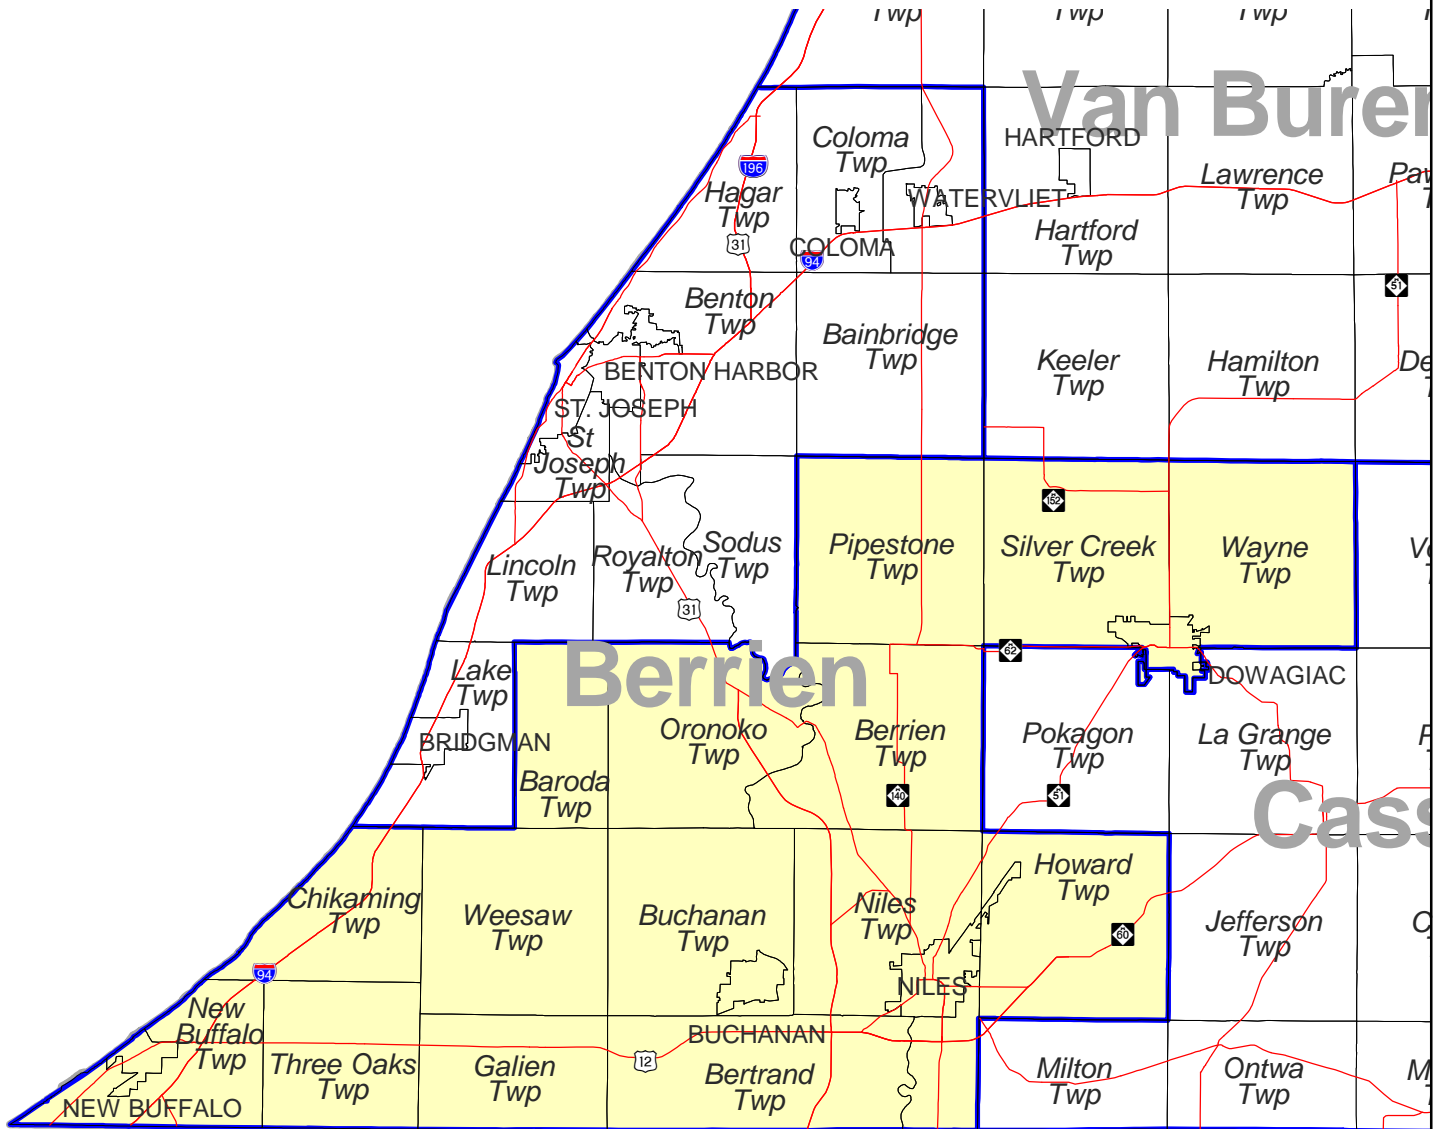 Twp
Twp
Twp
Van Buren
Coloma
Twp
HARTFORD
196
Hagar
Twp
WATERVLIET
Lawrence
Twp
31
COLOMA
94
Hartford
Twp
51
Benton
Twp
Bainbridge
Twp
Keeler
Twp
Hamilton
Twp
BENTON HARBOR
ST. JOSEPH
St
Joseph
Twp
152
Lincoln
Twp
Royalton
Twp
Sodus
Twp
Pipestone
Twp
Silver Creek
Twp
Wayne
Twp
31
Berrien
62
DOWAGIAC
Lake
Twp
BRIDGMAN
Oronoko
Twp
Berrien
Twp
Pokagon
Twp
La Grange
Twp
Baroda
Twp
140
51
Cass
Chikaming
Twp
Weesaw
Twp
Buchanan
Twp
Niles
Twp
Howard
Twp
60
Jefferson
Twp
94
NILES
New
Buffalo
Twp
BUCHANAN
12
Three Oaks
Twp
Galien
Twp
Bertrand
Twp
Milton
Twp
Ontwa
Twp
NEW BUFFALO